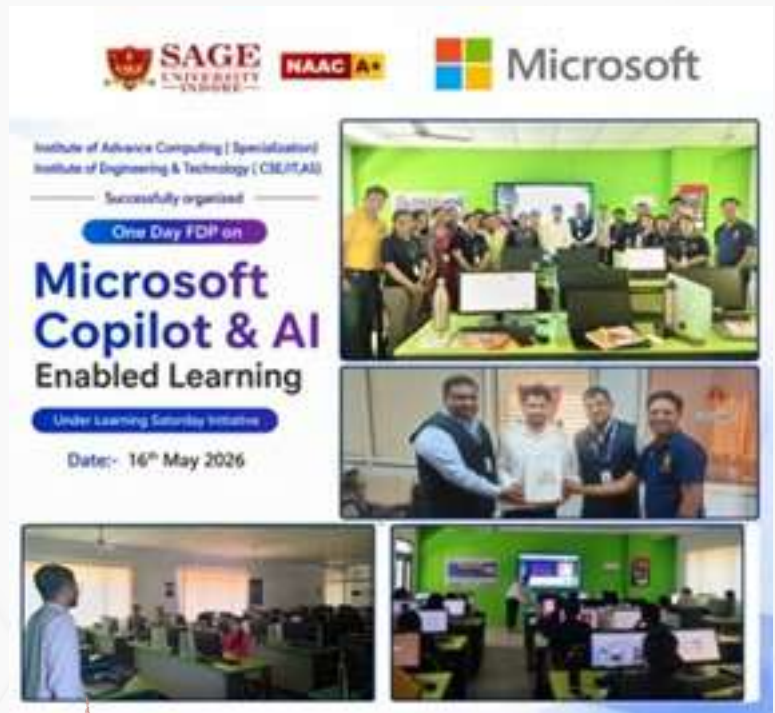 SAGE
UNIVERSITY
INDORE
NAAC A+
Microsoft
Institute of Advance Computing ( Specialization)
Institute of Engineering & Technology ( CSE/IT,AS)
Successfully organized
One Day FDP on
Microsoft
Copilot & AI
Enabled Learning
Under Learning Saturday Initiative
Date:- 16th May 2026